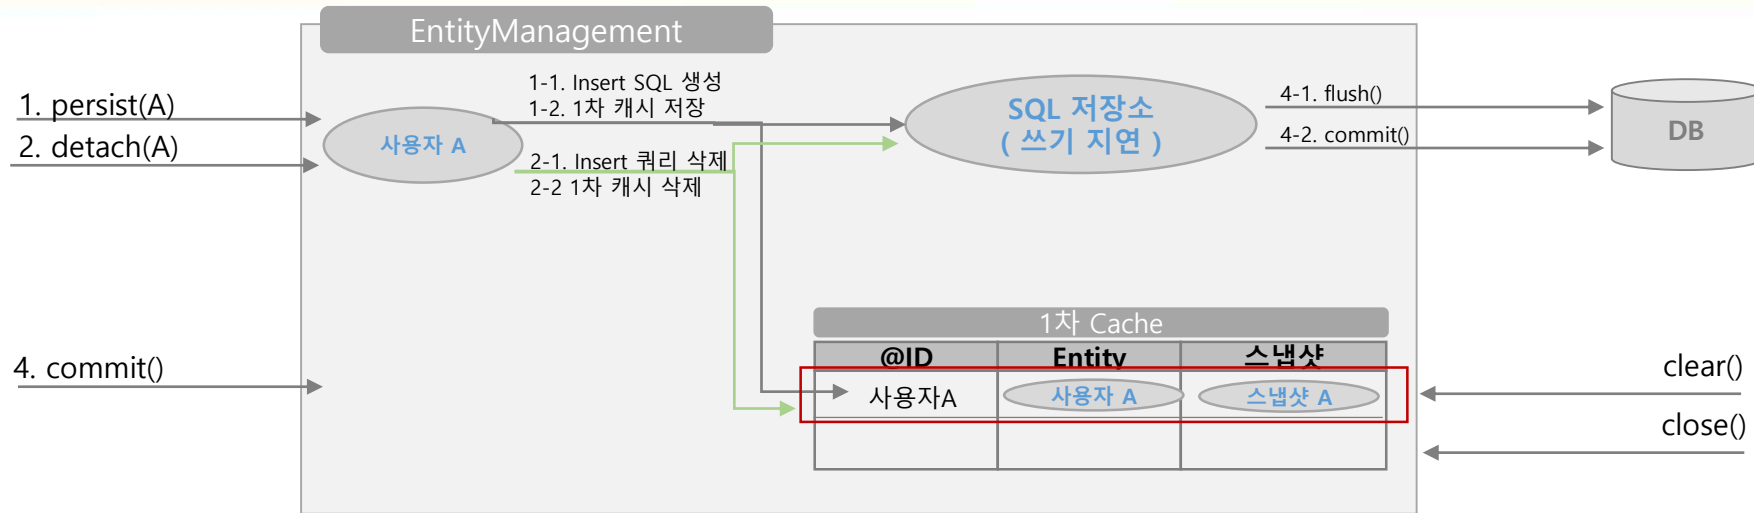 EntityManagement
1. persist(A)
2. detach(A)
사용자 A
1-1. Insert SQL 생성
1-2. 1차 캐시 저장
2-1. Insert 쿼리 삭제
2-2 1차 캐시 삭제
SQL 저장소
( 쓰기 지연 )
4-1. flush()
4-2. commit()
DB
4. commit()
1차 Cache
@ID Entity 스냅샷
사용자A 사용자 A 스냅샷 A
clear()
close()